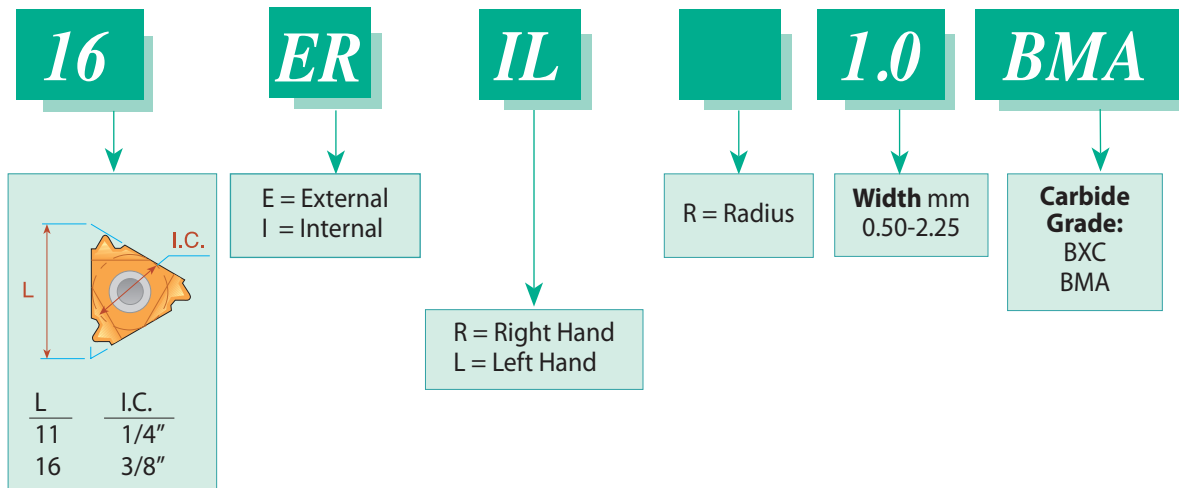 16 ER IL 1.0 BMA
I.C.
L
L I.C.
11 1/4”
16 3/8”
E = External
I = Internal
R = Right Hand
L = Left Hand
R = Radius
Width mm
0.50-2.25
Carbide
Grade:
BXC
BMA